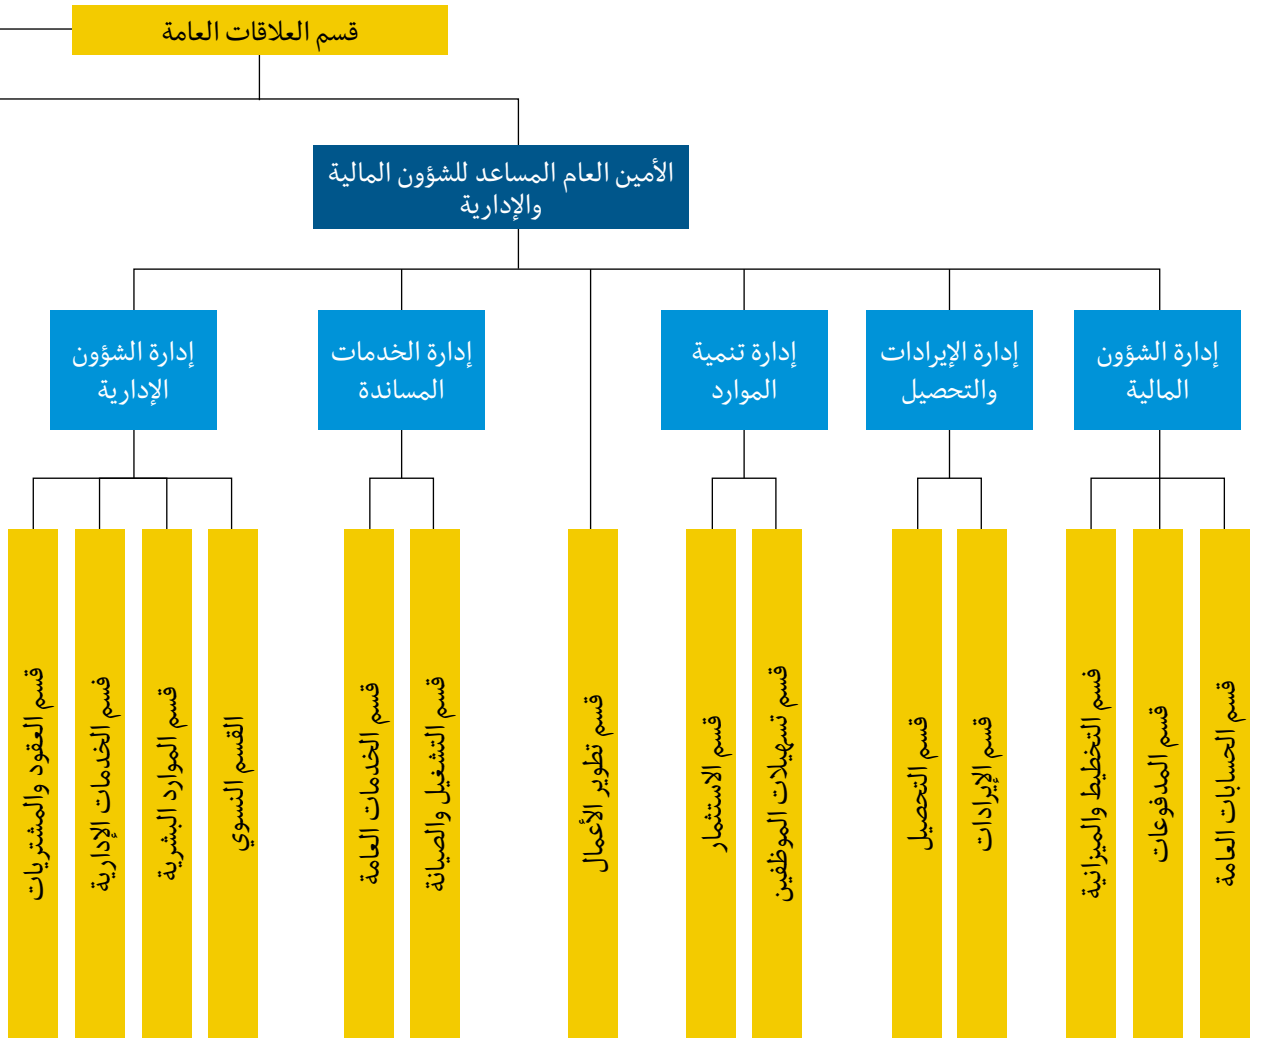 قسم العلاقات العامة
الأمين العام المساعد للشؤون المالية
والإدارية
إدارة الشؤون
المالية
إدارة الإيرادات
والتحصيل
إدارة تنمية
الموارد
إدارة الخدمات
المساندة
إدارة الشؤون
الإدارية
قسم الحسابات العامة
قسم المدفوعات
قسم التخطيط والميزانية
قسم الإيرادات
قسم التحصيل
قسم تسهيلات الموظفين
قسم الاستثمار
قسم تطوير الأعمال
قسم التشغيل والصيانة
قسم الخدمات العامة
القسم النسوي
قسم الموارد البشرية
قسم الخدمات الإدارية
قسم العقود والمشتريات